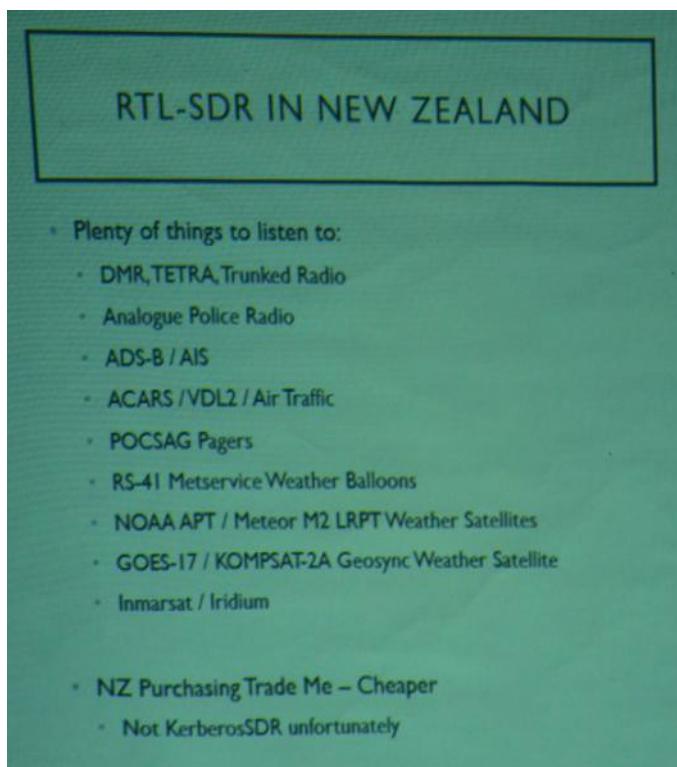 RTL-SDR IN NEW ZEALAND
Plenty of things to listen to:
DMR, TETRA, Trunked Radio
Analogue Police Radio
ADS-B / AIS
ACARS / VDL2 / Air Traffic
POCSAG Pagers
RS-41 Metservice Weather Balloons
NOAA APT / Meteor M2 LRPT Weather Satellites
GOES-17 / KOMPSAT-2A Geosync Weather Satellite
Inmarsat / Iridium
NZ Purchasing Trade Me – Cheaper
Not KerberosSDR unfortunately